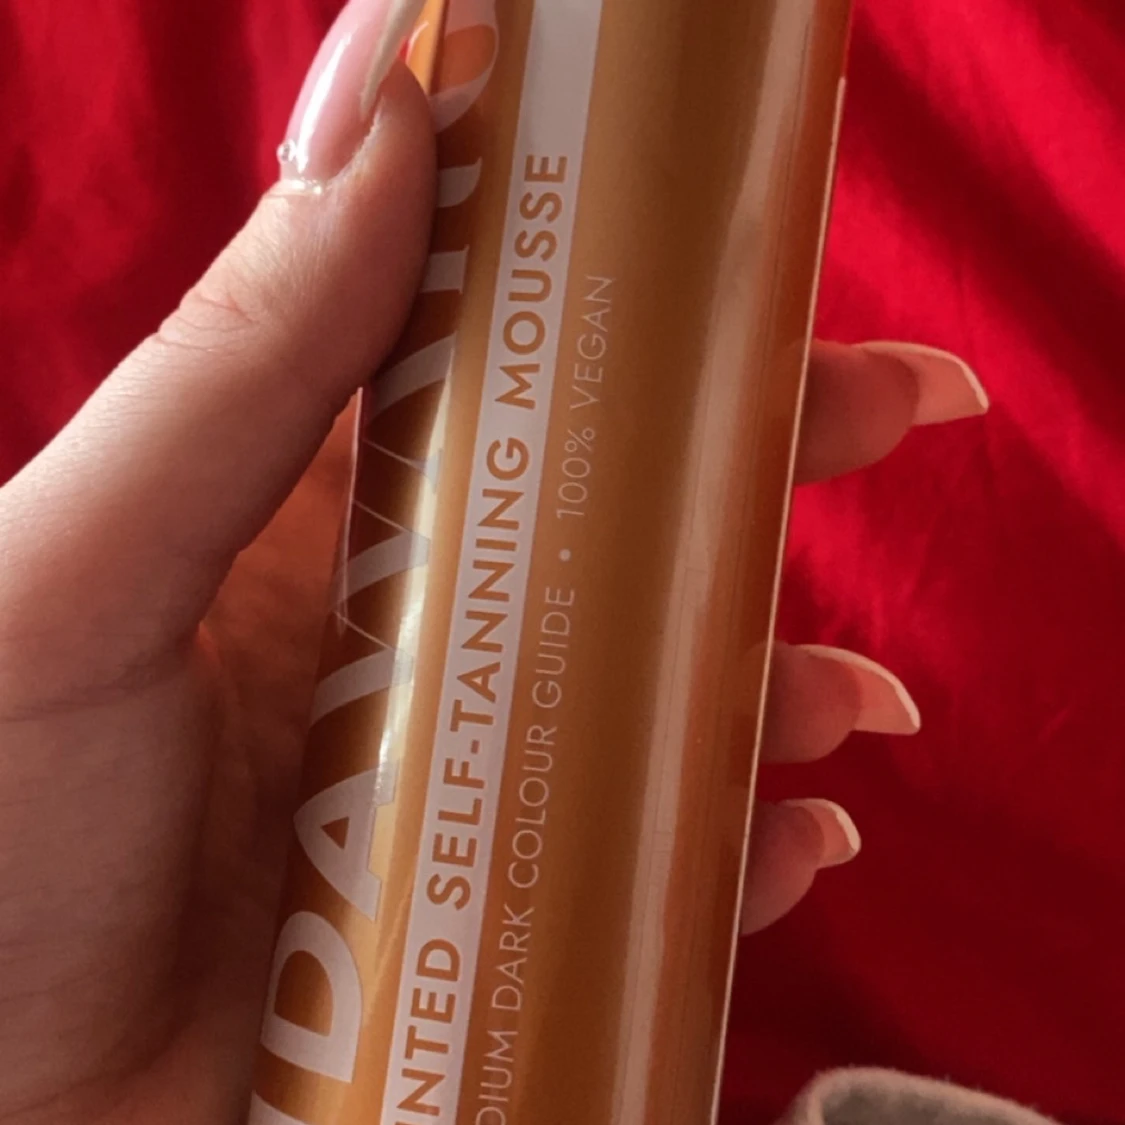 INTED SELF-TANNING MOUSSE
DIUM DARK COLOUR GUIDE • 100% VEGAN